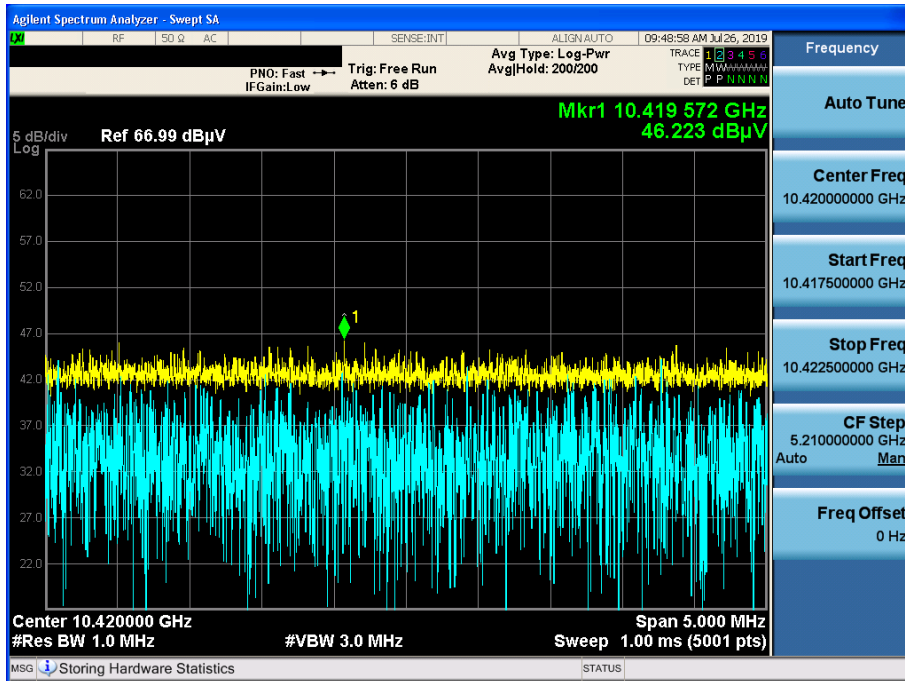 Agilent Spectrum Analyzer - Swept SA
LXI RF 50 Ω AC SENSE:INT ALIGN AUTO 09:48:58 AM Jul 26, 2019
Frequency
PNO: Fast Trig: Free Run Avg Type: Log-Pwr TRACE 1 2 3 4 5 6
IFGain:Low Atten: 6 dB Avg|Hold: 200/200 TYPE MWWWWW
DET P P N N N N
Auto Tune
Mkr1 10.419 572 GHz
46.223 dBµV
5 dB/div Ref 66.99 dBµV
Log
Center Freq
10.420000000 GHz
62.0
57.0
Start Freq
10.417500000 GHz
52.0
1
47.0
Stop Freq
10.422500000 GHz
42.0
37.0
CF Step
5.210000000 GHz
Auto Man
32.0
27.0
Freq Offset
0 Hz
22.0
Center 10.420000 GHz Span 5.000 MHz
#Res BW 1.0 MHz #VBW 3.0 MHz Sweep 1.00 ms (5001 pts)
MSG Storing Hardware Statistics STATUS